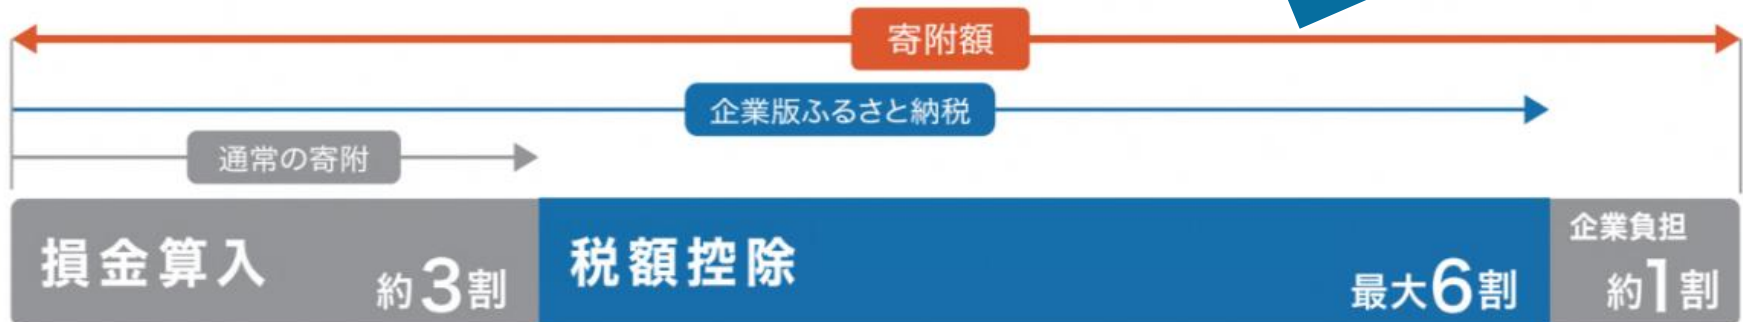 寄附額
企業版ふるさと納税
通常の寄附
損金算入 約3割
税額控除 最大6割
企業負担
約1割